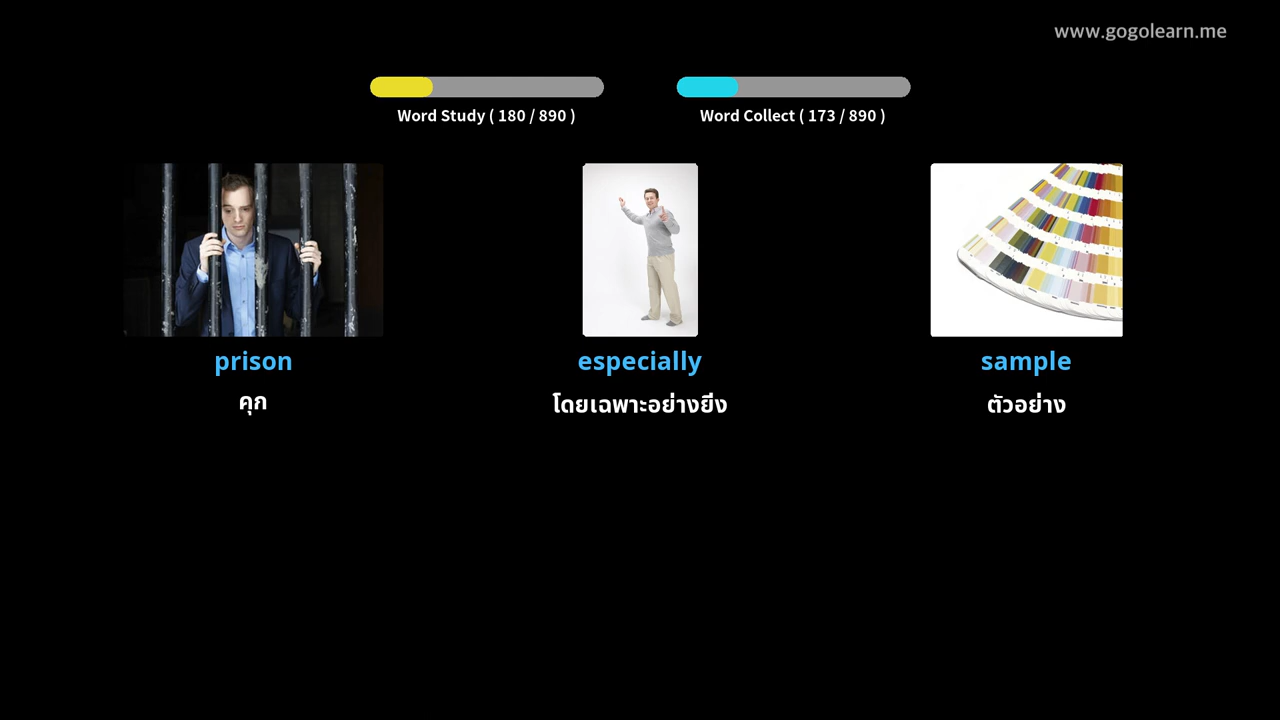 www.gogolearn.me
Word Study ( 180 / 890 )
Word Collect ( 173 / 890 )
prison
especially
sample
คุก
โดยเฉพาะอย่างยิ่ง
ตัวอย่าง